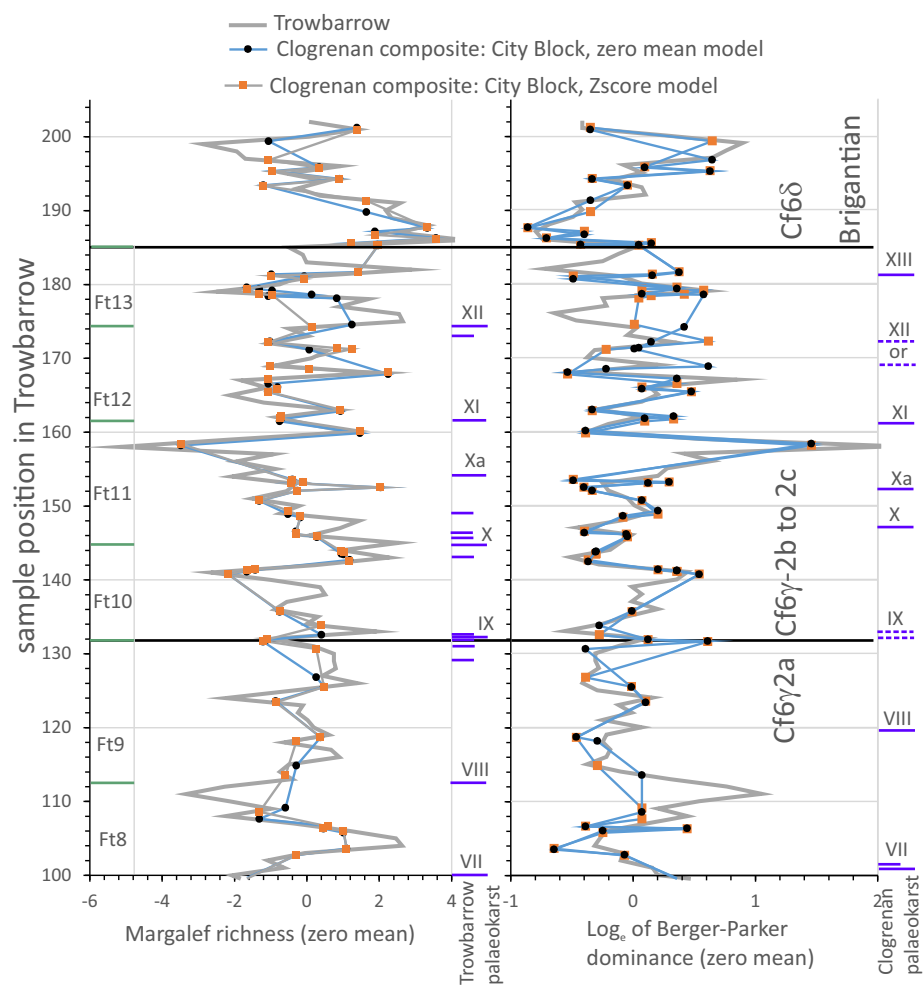 Trowbarrow
Clogrenan composite: City Block, zero mean model
Clogrenan composite: City Block, Zscore model
sample position in Trowbarrow
200
190
180
170
160
150
140
130
120
110
100
-6
-4
-2
0
2
4
Ft13
Ft12
Ft11
Ft10
Ft9
Ft8
XII
XI
Xa
X
IX
VIII
VII
Margalef richness (zero mean)
Trowbarrow
palaeokarst
-1
0
1
2
Cf6δ
Brigantian
Cf6γ-2b to 2c
Cf6γ2a
XIII
XII
or
XI
Xa
X
IX
VIII
VII
Logₑ of Berger-Parker
dominance (zero mean)
Clogrenan
palaeokarst